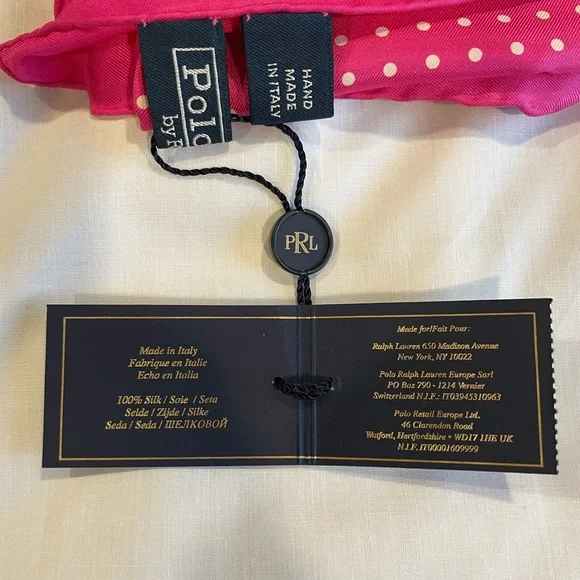 Polo
by
HAND
MADE
IN ITALY
PRL
Made in Italy
Fabrique en Italie
Echo en Italia
100% Silk / Soie / Seta
Seide / Zijde / Silke
Seda / Seda / ШЕЛКОВОЙ
Made for/Fait Pour:
Ralph Lauren 650 Madison Avenue
New York, NY 10022
Polo Ralph Lauren Europe Sarl
PO Box 790 - 1214 Vernier
Switzerland N.I.F.: IT03945310963
Polo Retail Europe Ltd.
46 Clarendon Road
Watford, Hertfordshire • WD17 1HE UK
N.I.F. IT00001609999